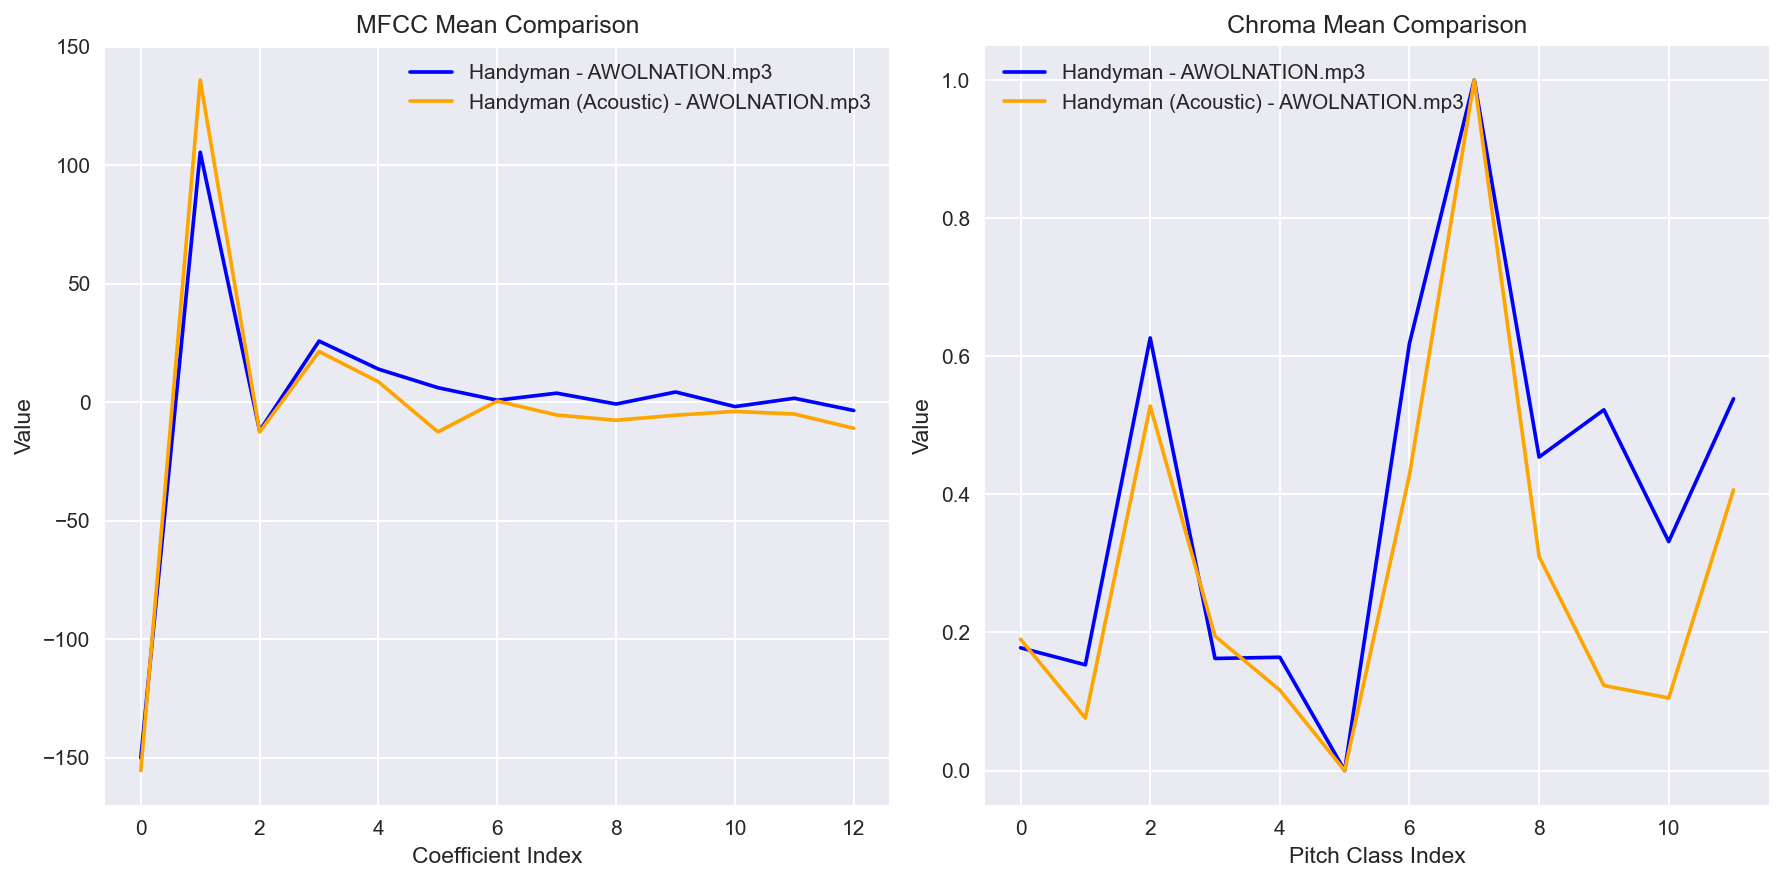 MFCC Mean Comparison
Handyman - AWOLNATION.mp3
Handyman (Acoustic) - AWOLNATION.mp3
150
100
50
0
−50
−100
−150
Value
0 2 4 6 8 10 12
Coefficient Index
Chroma Mean Comparison
Handyman - AWOLNATION.mp3
Handyman (Acoustic) - AWOLNATION.mp3
1.0
0.8
0.6
0.4
0.2
0.0
Value
0 2 4 6 8 10
Pitch Class Index